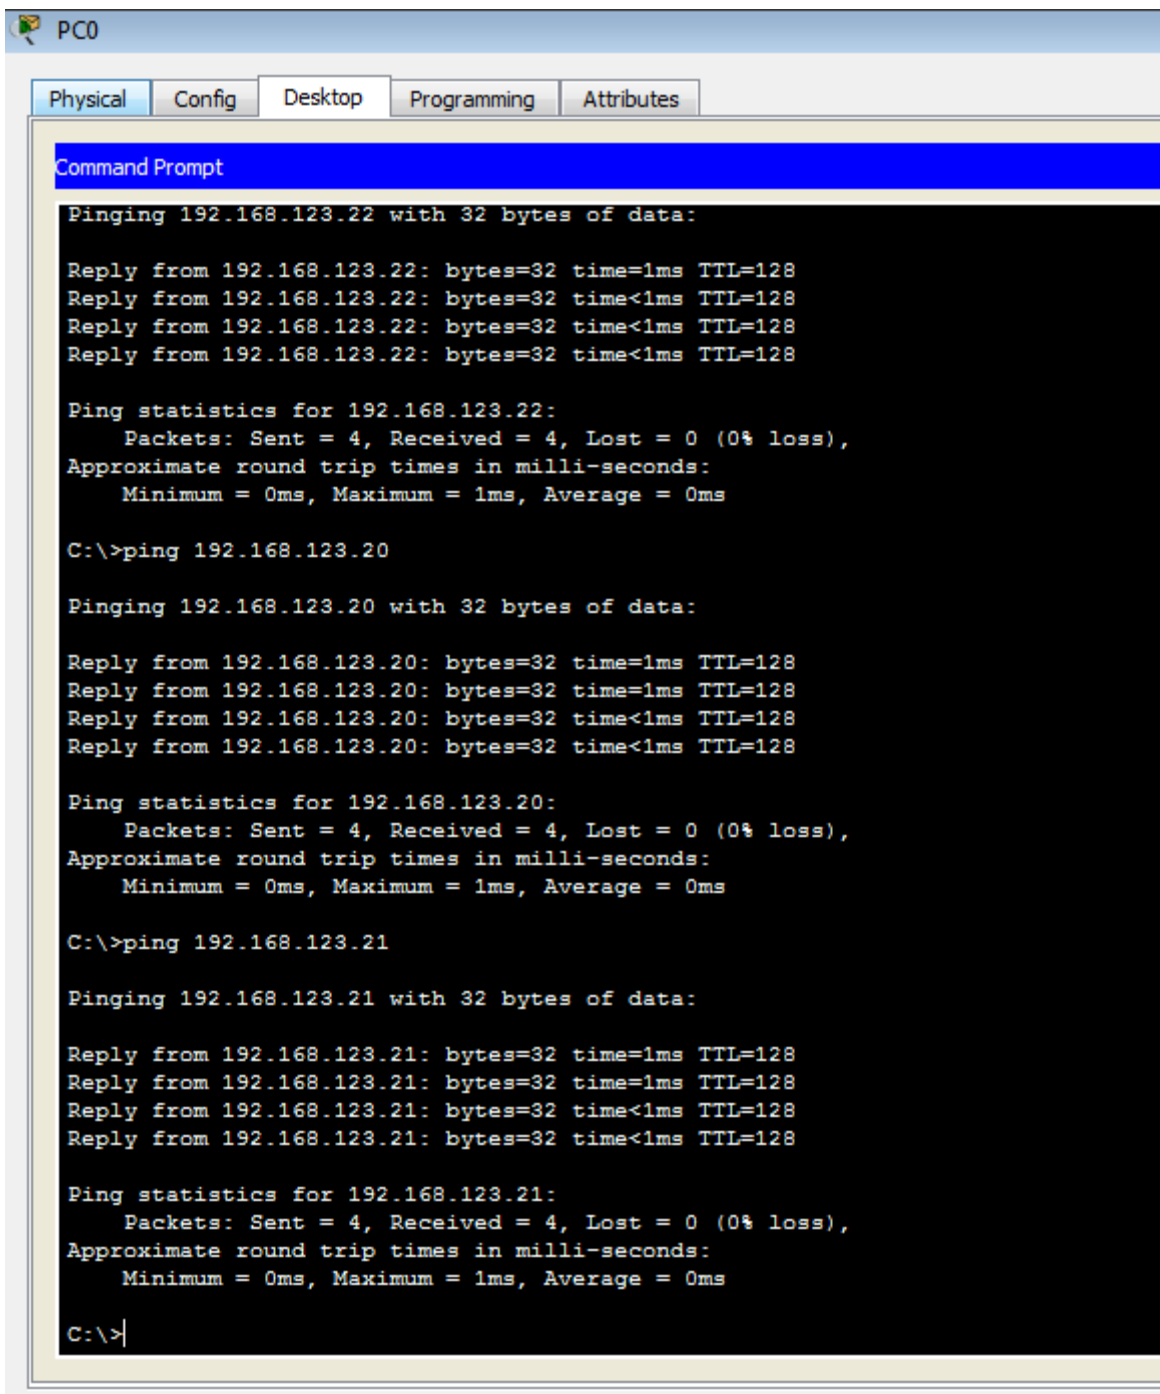 PC0
Physical Config Desktop Programming Attributes
Command Prompt
Pinging 192.168.123.22 with 32 bytes of data:
Reply from 192.168.123.22: bytes=32 time=1ms TTL=128
Reply from 192.168.123.22: bytes=32 time<1ms TTL=128
Reply from 192.168.123.22: bytes=32 time<1ms TTL=128
Reply from 192.168.123.22: bytes=32 time<1ms TTL=128
Ping statistics for 192.168.123.22:
Packets: Sent = 4, Received = 4, Lost = 0 (0% loss),
Approximate round trip times in milli-seconds:
Minimum = 0ms, Maximum = 1ms, Average = 0ms
C:\>ping 192.168.123.20
Pinging 192.168.123.20 with 32 bytes of data:
Reply from 192.168.123.20: bytes=32 time=1ms TTL=128
Reply from 192.168.123.20: bytes=32 time=1ms TTL=128
Reply from 192.168.123.20: bytes=32 time<1ms TTL=128
Reply from 192.168.123.20: bytes=32 time<1ms TTL=128
Ping statistics for 192.168.123.20:
Packets: Sent = 4, Received = 4, Lost = 0 (0% loss),
Approximate round trip times in milli-seconds:
Minimum = 0ms, Maximum = 1ms, Average = 0ms
C:\>ping 192.168.123.21
Pinging 192.168.123.21 with 32 bytes of data:
Reply from 192.168.123.21: bytes=32 time=1ms TTL=128
Reply from 192.168.123.21: bytes=32 time=1ms TTL=128
Reply from 192.168.123.21: bytes=32 time<1ms TTL=128
Reply from 192.168.123.21: bytes=32 time<1ms TTL=128
Ping statistics for 192.168.123.21:
Packets: Sent = 4, Received = 4, Lost = 0 (0% loss),
Approximate round trip times in milli-seconds:
Minimum = 0ms, Maximum = 1ms, Average = 0ms
C:\>